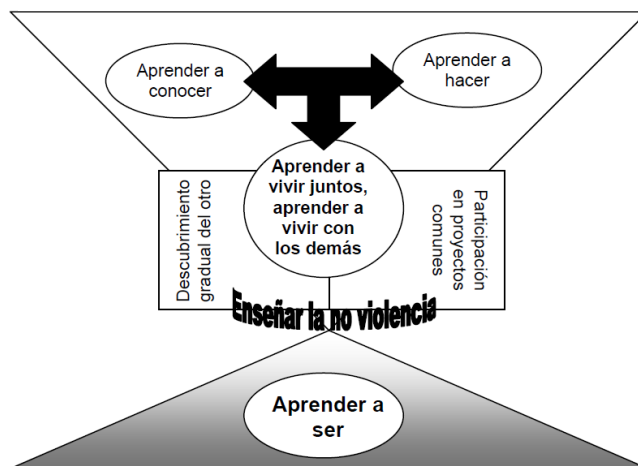 Aprender a
conocer
Aprender a
hacer
Descubrimiento
gradual del otro
Aprender a
vivir juntos,
aprender a
vivir con
los demás
Participación
en proyectos
comunes
Enseñar la no violencia
Aprender a
ser